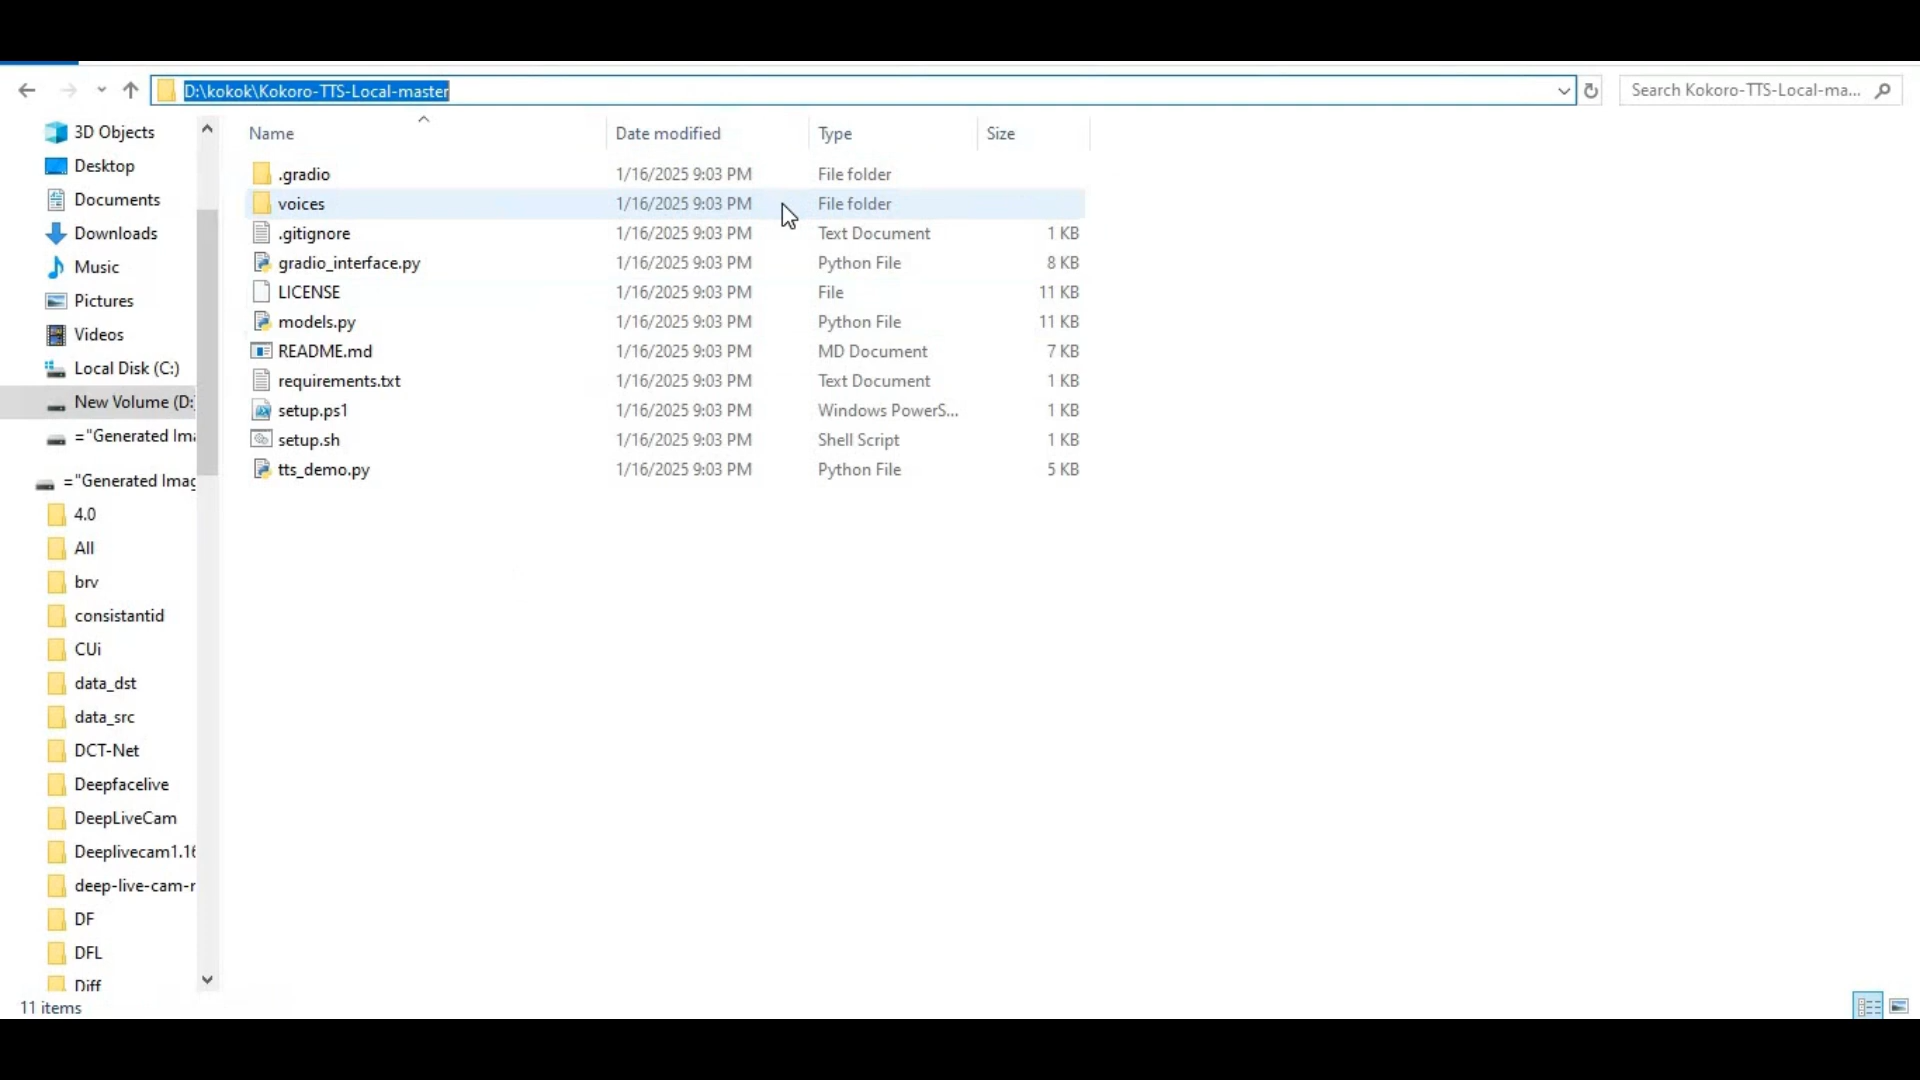 D:\kokok\Kokoro-TTS-Local-master
Search Kokoro-TTS-Local-ma...
3D Objects
Desktop
Documents
Downloads
Music
Pictures
Videos
Local Disk (C:)
New Volume (D:
="Generated Ima
="Generated Imag
4.0
All
brv
consistantid
CUi
data_dst
data_src
DCT-Net
Deepfacelive
DeepLiveCam
Deeplivecam1.16
deep-live-cam-r
DF
DFL
Diff
Name Date modified Type Size
.gradio 1/16/2025 9:03 PM File folder
voices 1/16/2025 9:03 PM File folder
.gitignore 1/16/2025 9:03 PM Text Document 1 KB
gradio_interface.py 1/16/2025 9:03 PM Python File 8 KB
LICENSE 1/16/2025 9:03 PM File 11 KB
models.py 1/16/2025 9:03 PM Python File 11 KB
README.md 1/16/2025 9:03 PM MD Document 7 KB
requirements.txt 1/16/2025 9:03 PM Text Document 1 KB
setup.ps1 1/16/2025 9:03 PM Windows PowerS... 1 KB
setup.sh 1/16/2025 9:03 PM Shell Script 1 KB
tts_demo.py 1/16/2025 9:03 PM Python File 5 KB
11 items